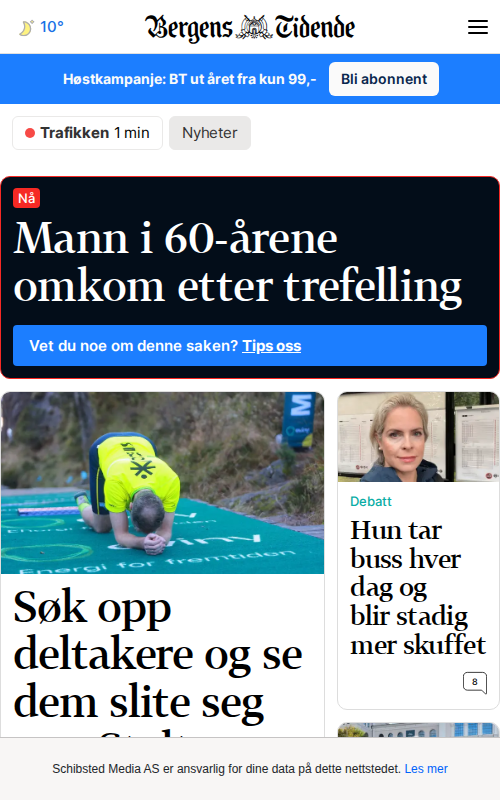 10°
Bergens Tidende
Høstkampanje: BT ut året fra kun 99,-
Bli abonnent
Trafikken 1 min
Nyheter
Nå
Mann i 60-årene
omkom etter trefelling
Vet du noe om denne saken? Tips oss
Energi for fremtiden
Søk opp
deltakere og se
dem slite seg
Debatt
Hun tar
buss hver
dag og
blir stadig
mer skuffet
8
Schibsted Media AS er ansvarlig for dine data på dette nettstedet. Les mer